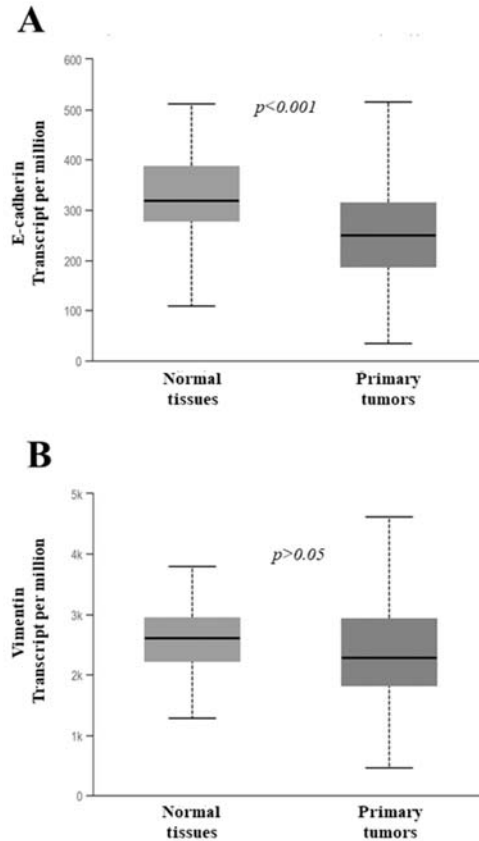 A
E-cadherin
Transcript per million
600
500
400
300
200
100
0
p<0.001
Normal
tissues
Primary
tumors
B
Vimentin
Transcript per million
5k
4k
3k
2k
1k
0
p>0.05
Normal
tissues
Primary
tumors